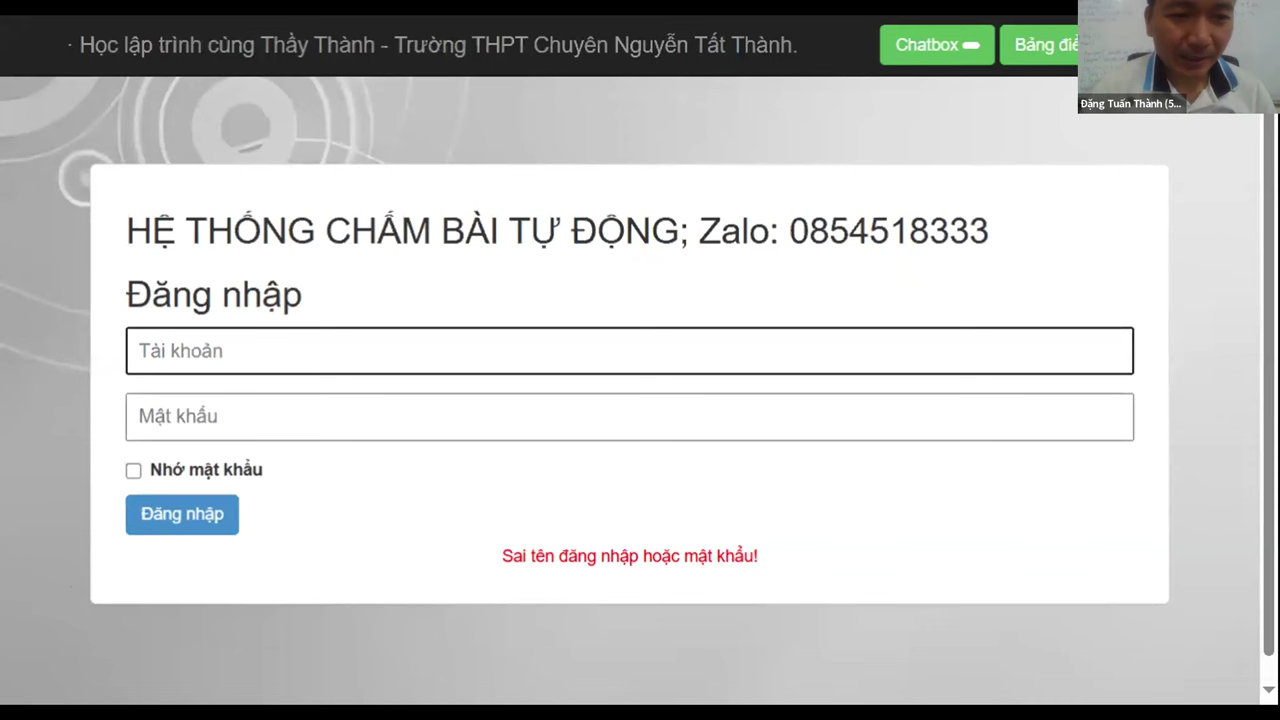 · Học lập trình cùng Thầy Thành - Trường THPT Chuyên Nguyễn Tất Thành.
Chatbox
Bảng
Đặng Tuấn Thành (5...
HỆ THỐNG CHẤM BÀI TỰ ĐỘNG; Zalo: 0854518333
Đăng nhập
Tài khoản
Mật khẩu
Nhớ mật khẩu
Đăng nhập
Sai tên đăng nhập hoặc mật khẩu!